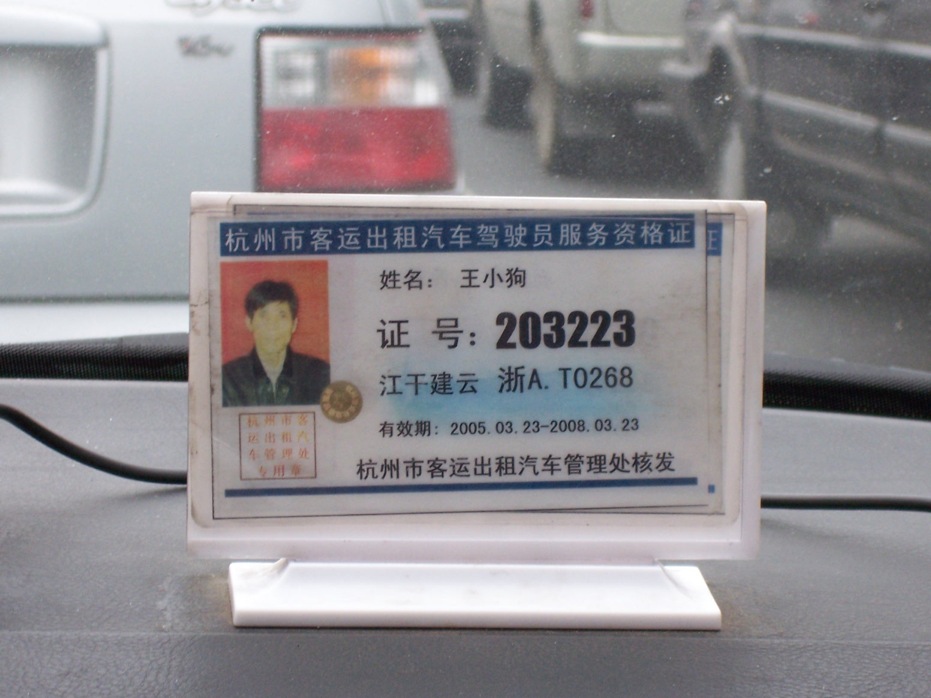 杭州市客运出租汽车驾驶员服务资格证
证
姓名： 王小狗
证 号：203223
江干建云 浙A.T0268
有效期：2005.03.23-2008.03.23
杭州市客运出租汽车管理处核发
杭州市客
运出租汽
车管理处
专用章